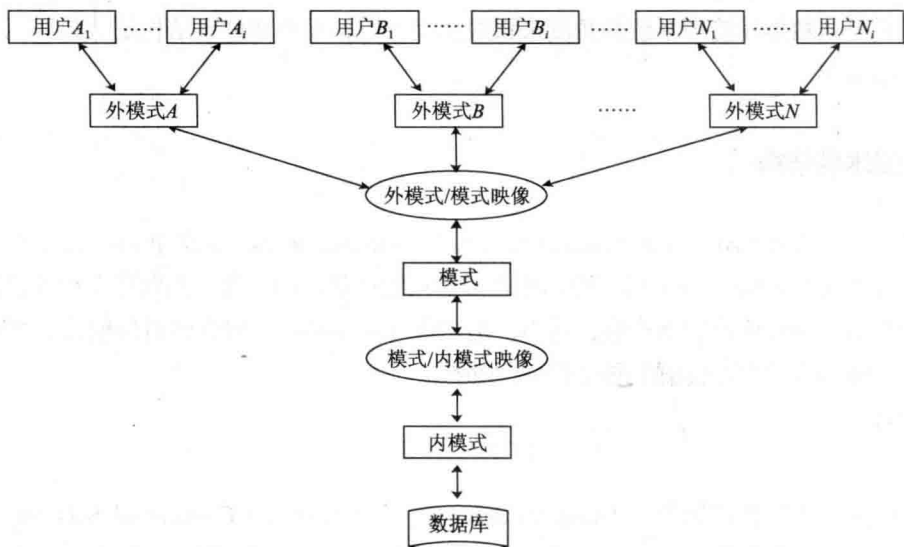 用户A₁ …… 用户Aᵢ 用户B₁ …… 用户Bᵢ …… 用户N₁ …… 用户Nᵢ
外模式A 外模式B …… 外模式N
外模式/模式映像
模式
模式/内模式映像
内模式
数据库